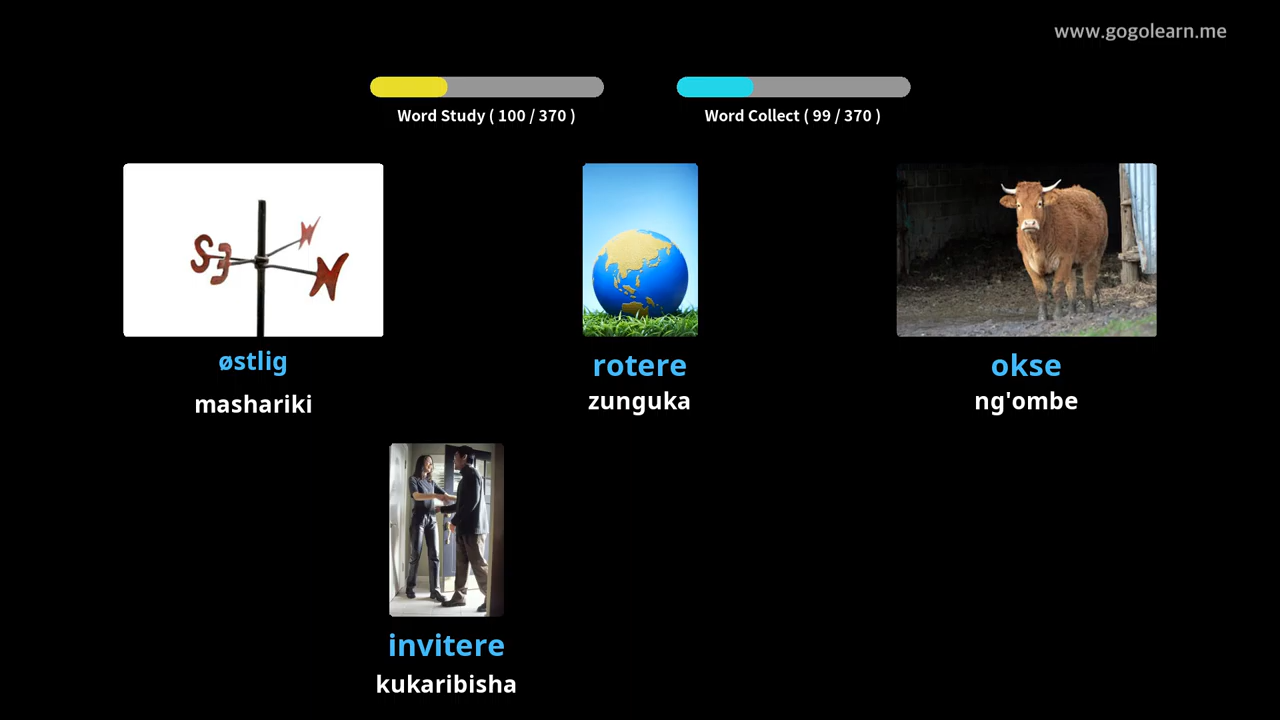 www.gogolearn.me
Word Study ( 100 / 370 )
Word Collect ( 99 / 370 )
S E N W
østlig
mashariki
rotere
zunguka
okse
ng'ombe
invitere
kukaribisha